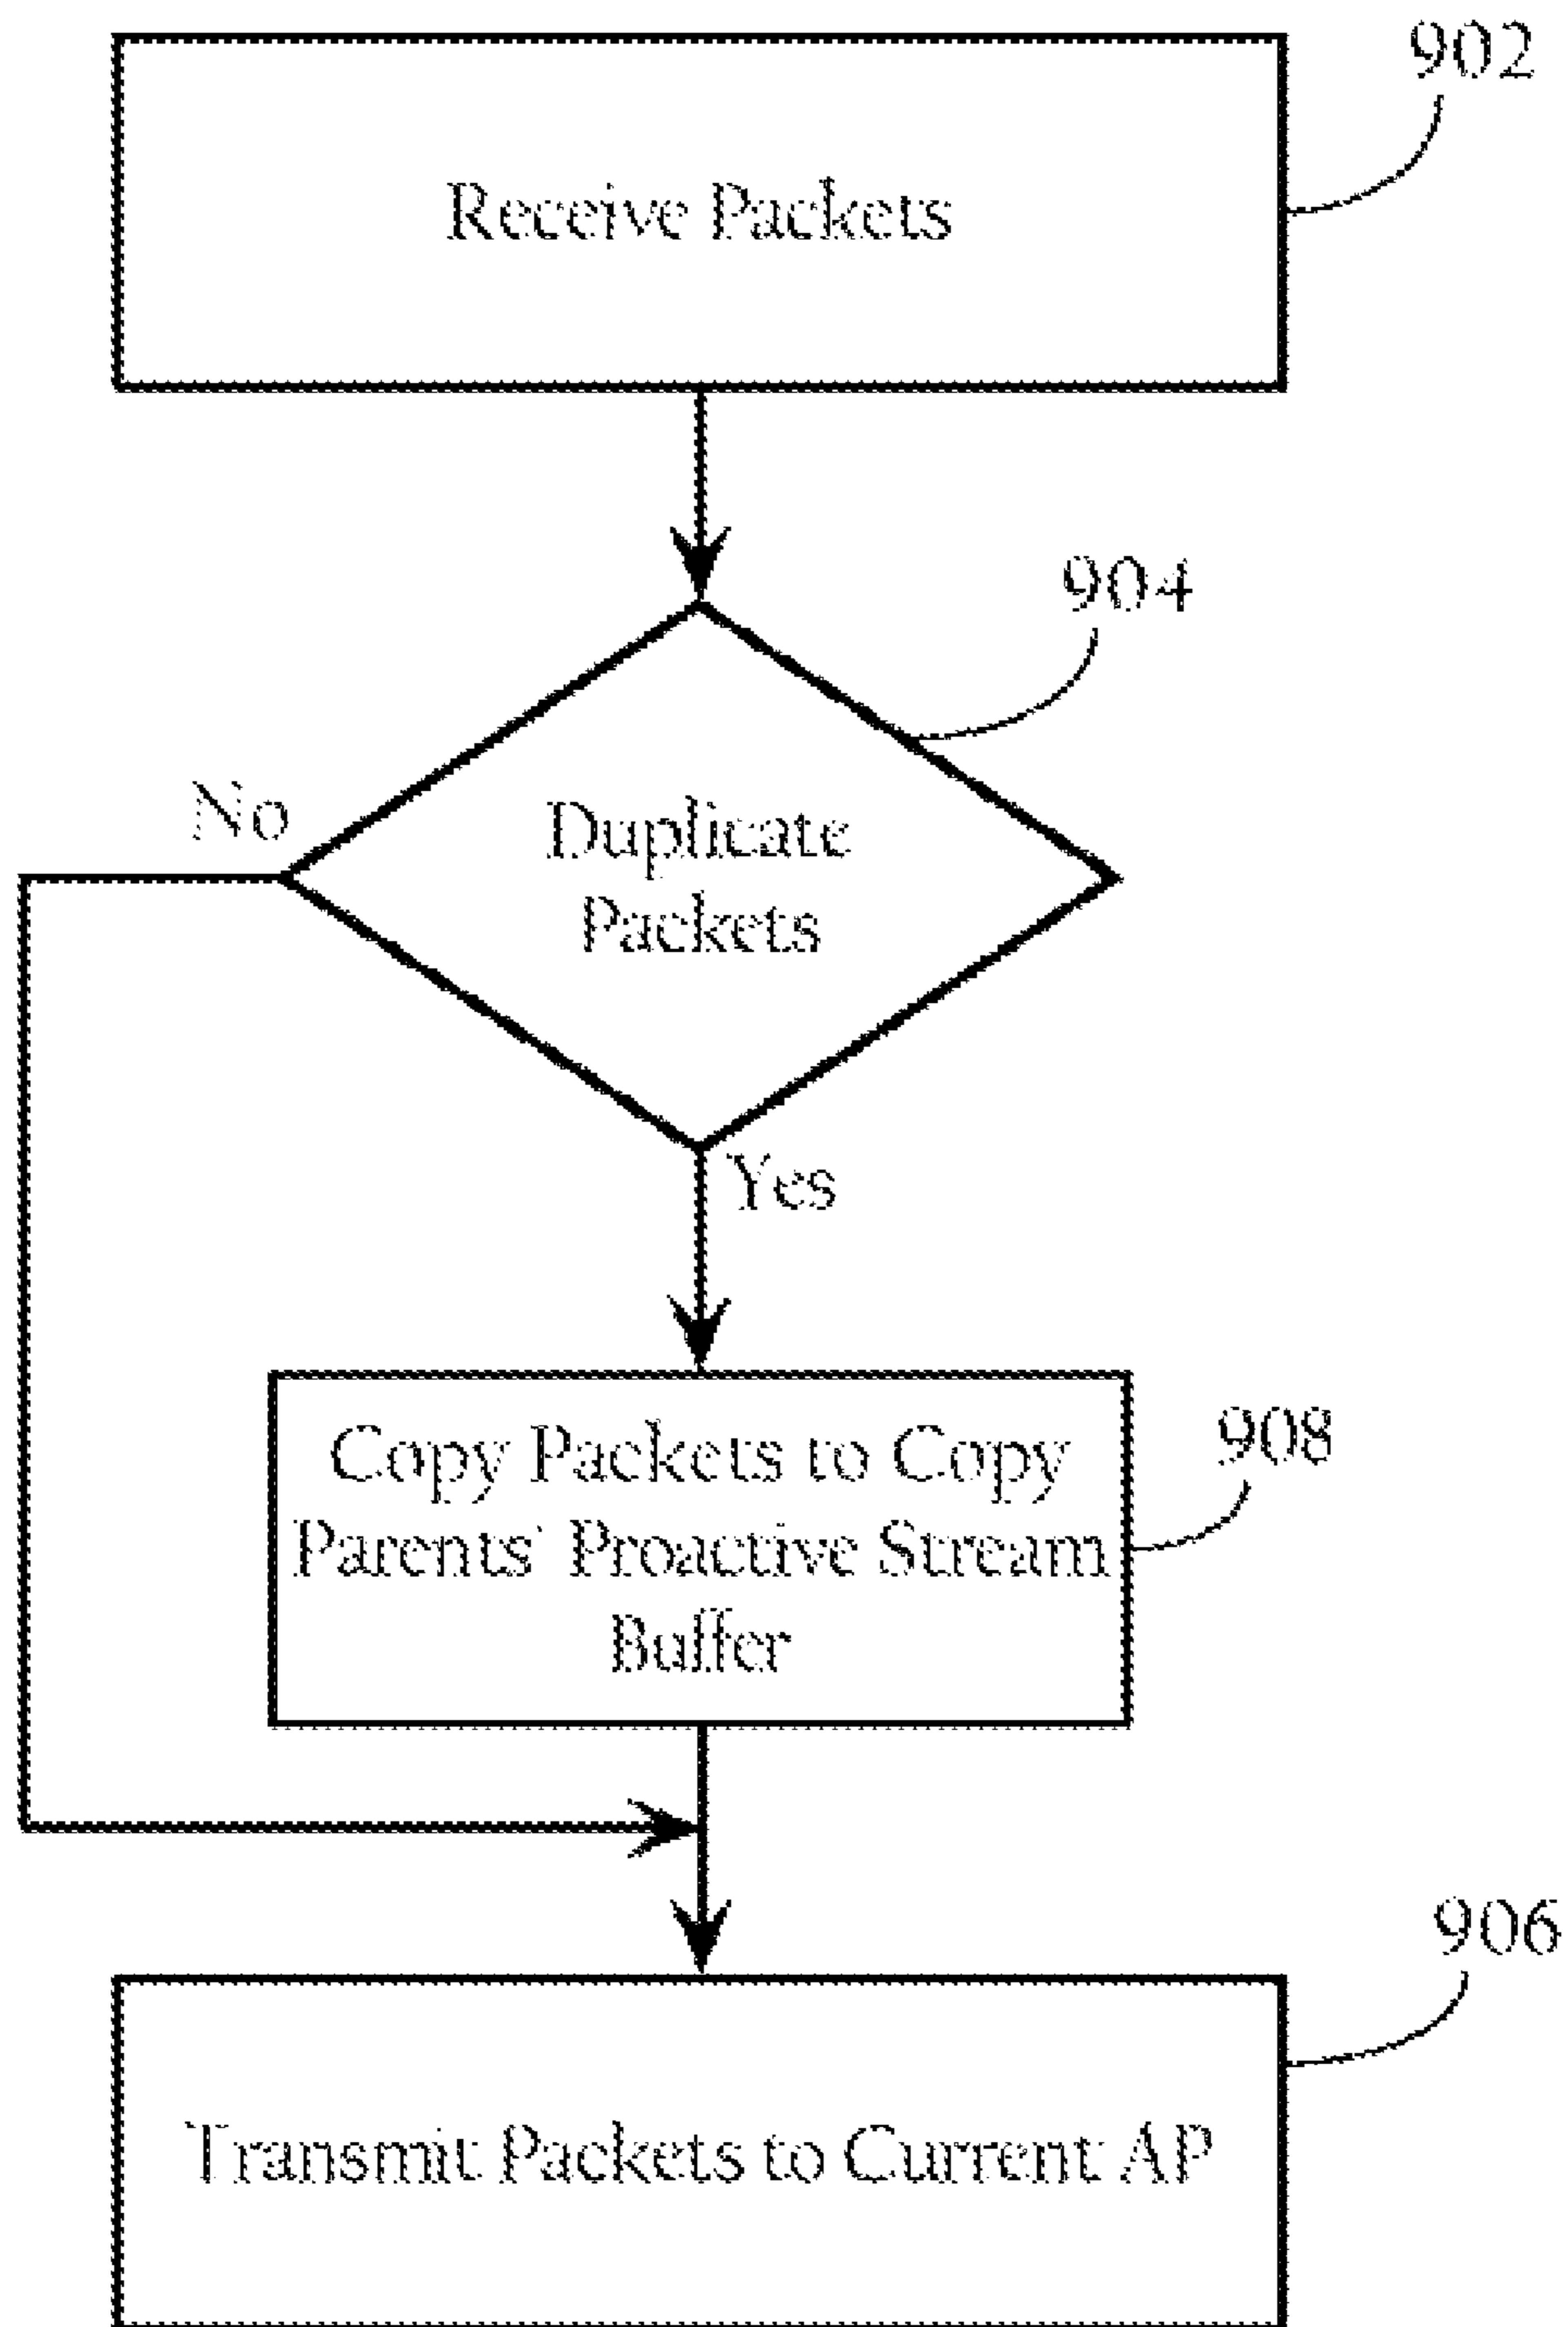 902
Receive Packets
904
No
Duplicate
Packets
Yes
Copy Packets to Copy
Parents' Proactive Stream
Buffer
908
906
Transmit Packets to Current AP